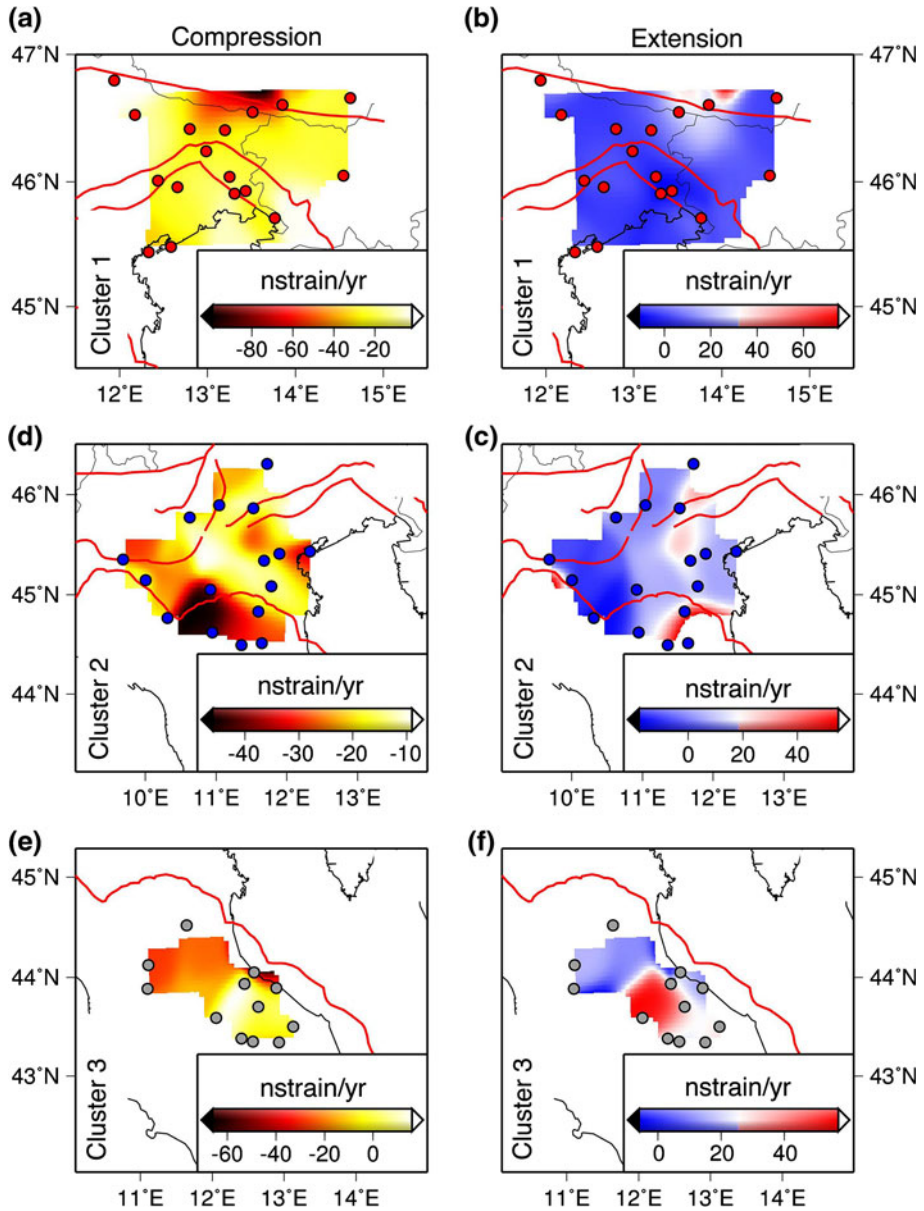 (a)
Compression
(b)
Extension
47°N
46°N
45°N
Cluster 1
nstrain/yr
-80 -60 -40 -20
12°E 13°E 14°E 15°E
Cluster 1
nstrain/yr
0 20 40 60
12°E 13°E 14°E 15°E
47°N
46°N
45°N
(d)
(c)
46°N
45°N
44°N
Cluster 2
nstrain/yr
-40 -30 -20 -10
10°E 11°E 12°E 13°E
Cluster 2
nstrain/yr
0 20 40
10°E 11°E 12°E 13°E
46°N
45°N
44°N
(e)
(f)
45°N
44°N
43°N
Cluster 3
nstrain/yr
-60 -40 -20 0
11°E 12°E 13°E 14°E
Cluster 3
nstrain/yr
0 20 40
11°E 12°E 13°E 14°E
45°N
44°N
43°N